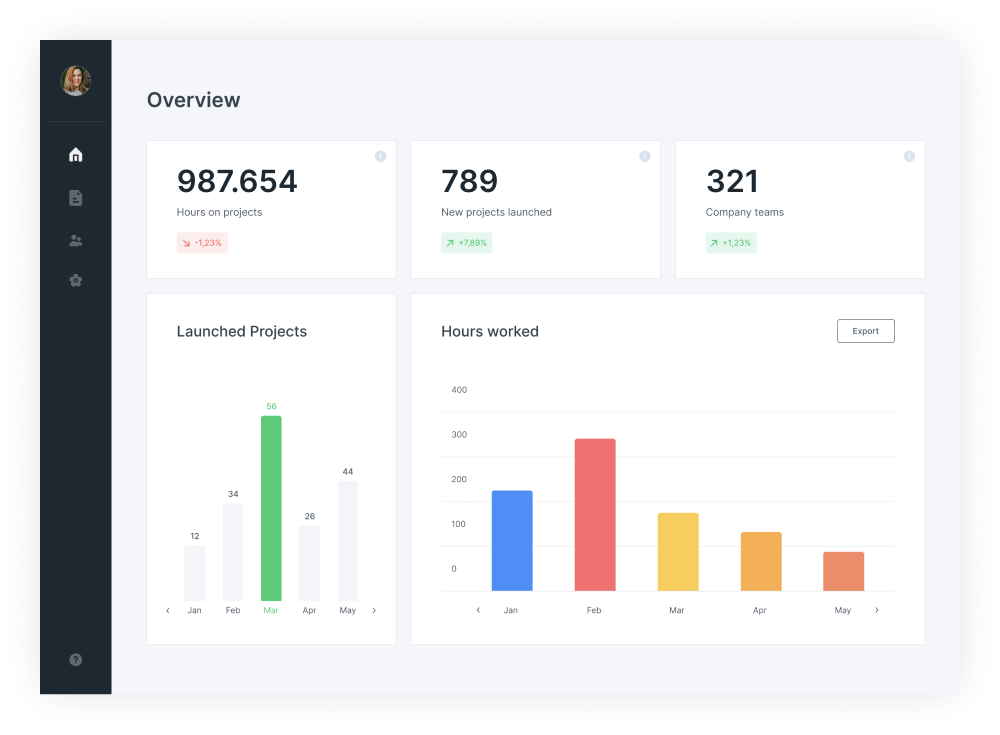 Overview
987.654
Hours on projects
-1,23%
789
New projects launched
+7,89%
321
Company teams
+1,23%
Launched Projects
56
44
34
26
12
Jan Feb Mar Apr May
Hours worked
Export
400
300
200
100
0
Jan Feb Mar Apr May